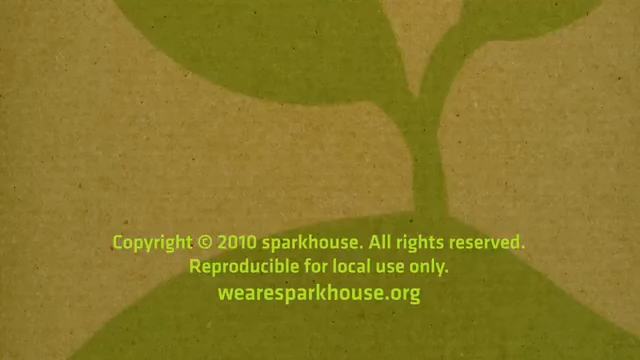 Copyright © 2010 sparkhouse. All rights reserved.
Reproducible for local use only.
wearesparkhouse.org